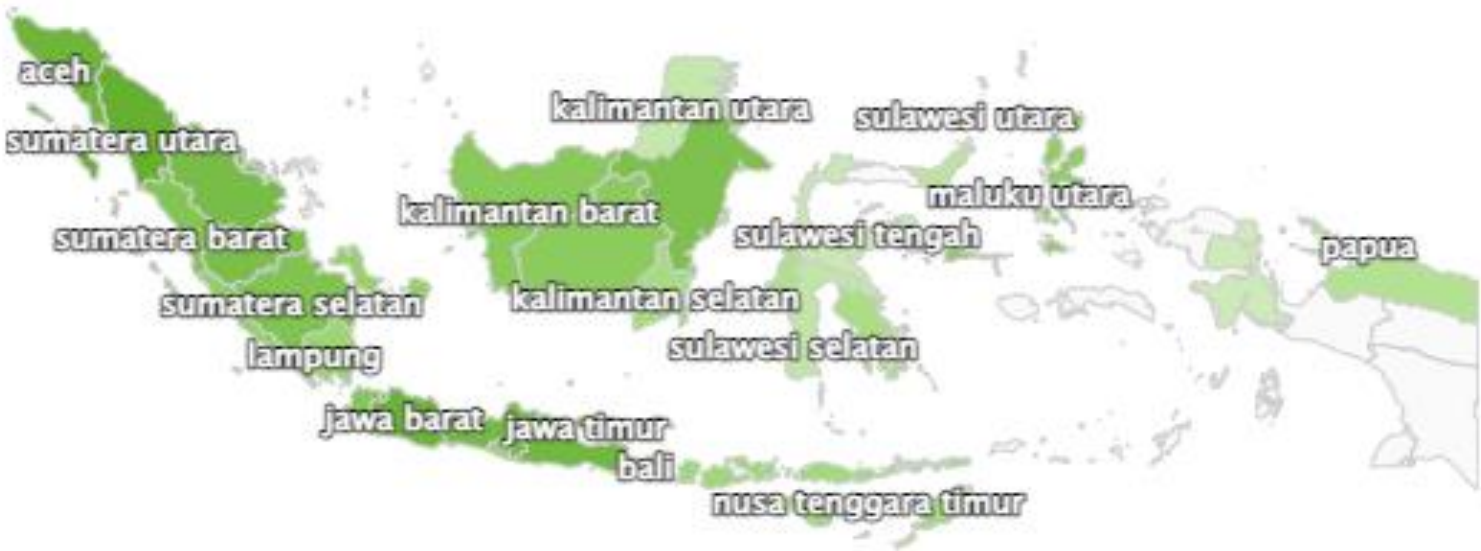 aceh
kalimantan utara
sulawesi utara
sumatera utara
maluku utara
kalimantan barat
sumatera barat
sulawesi tengah
papua
sumatera selatan
kalimantan selatan
lampung
sulawesi selatan
jawa barat
jawa timur
bali
nusa tenggara timur